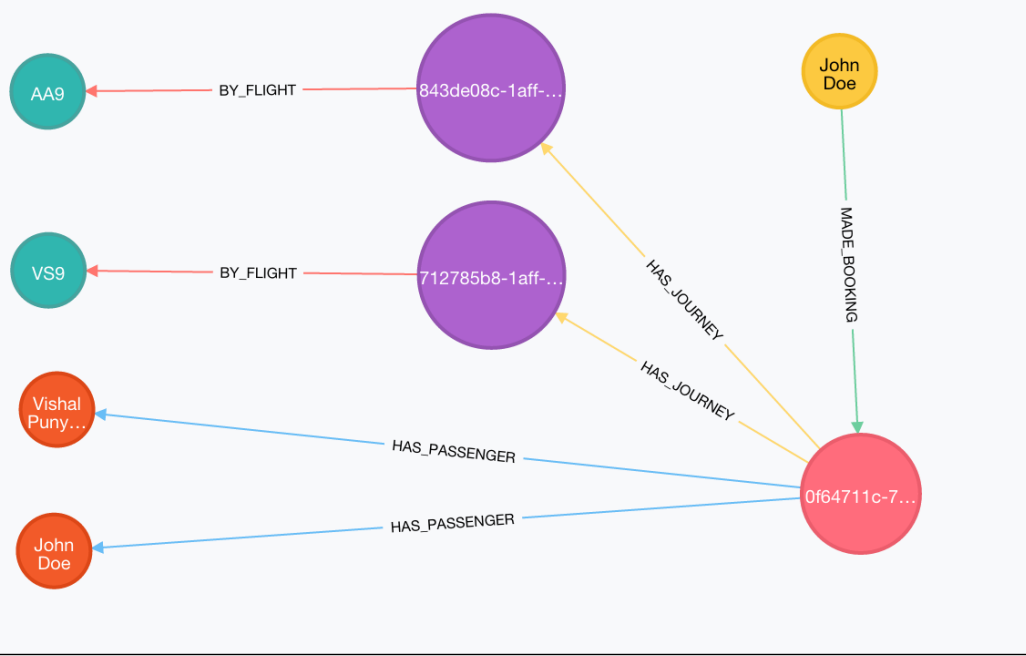 AA9
BY_FLIGHT
843de08c-1aff-...
John
Doe
MADE_BOOKING
VS9
BY_FLIGHT
712785b8-1aff-...
HAS_JOURNEY
HAS_JOURNEY
Vishal
Puny...
HAS_PASSENGER
0f64711c-7...
John
Doe
HAS_PASSENGER